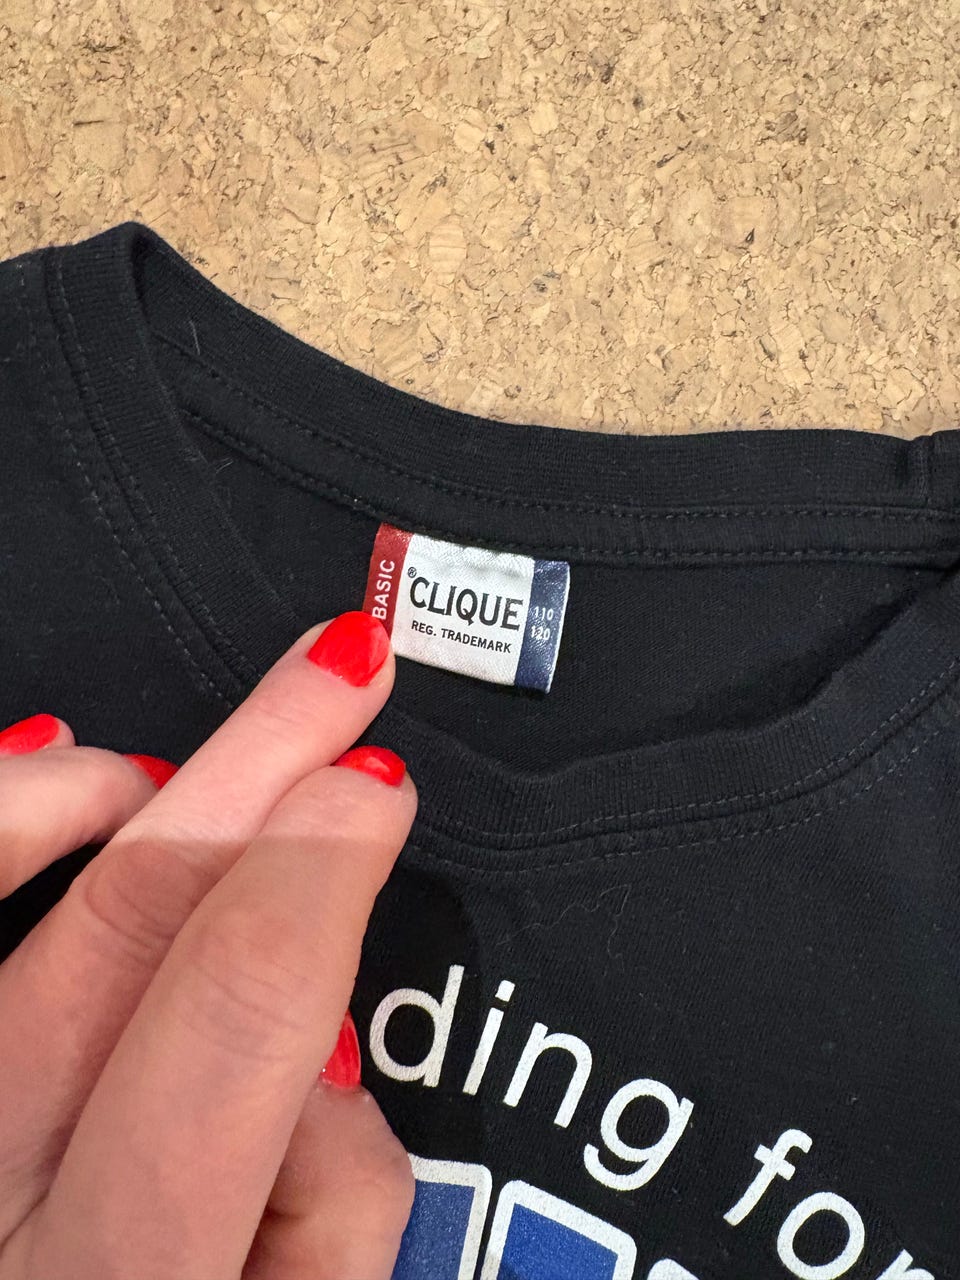 BASIC
®CLIQUE
REG. TRADEMARK
110
120
ding for